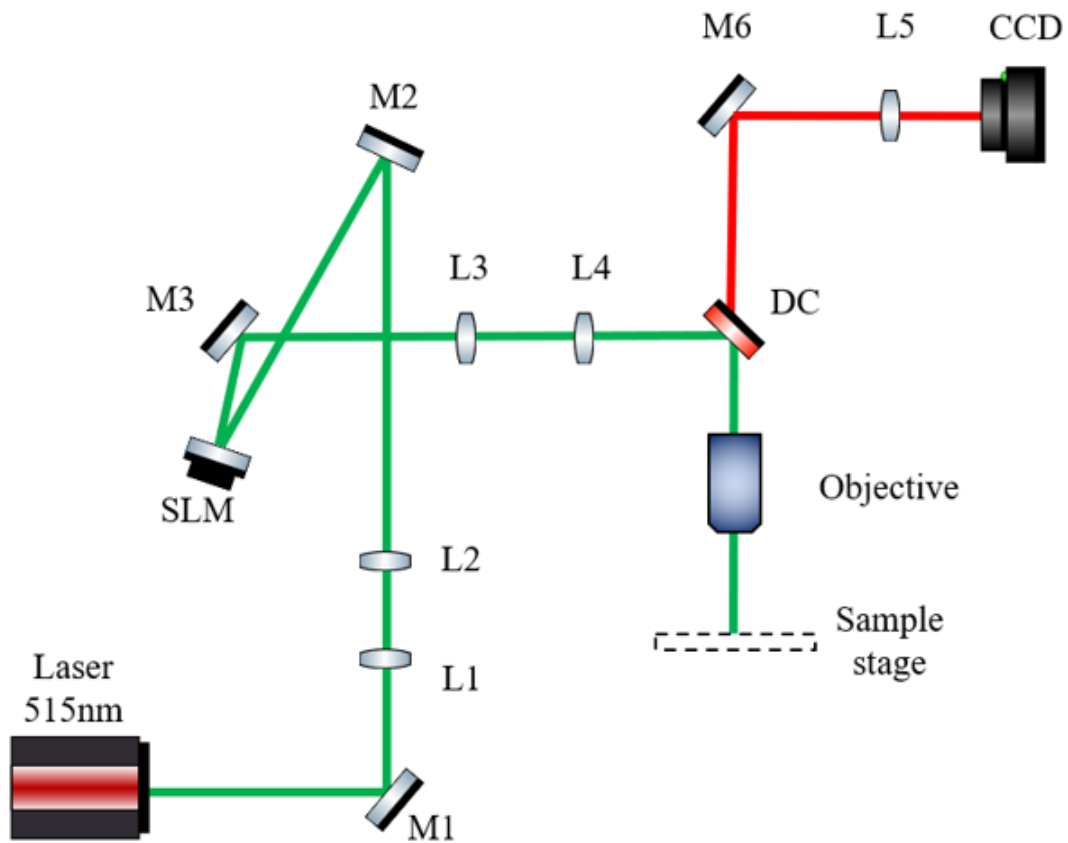 M6
L5
CCD
M2
L3
L4
M3
DC
SLM
Objective
L2
Sample
stage
L1
Laser
515nm
M1